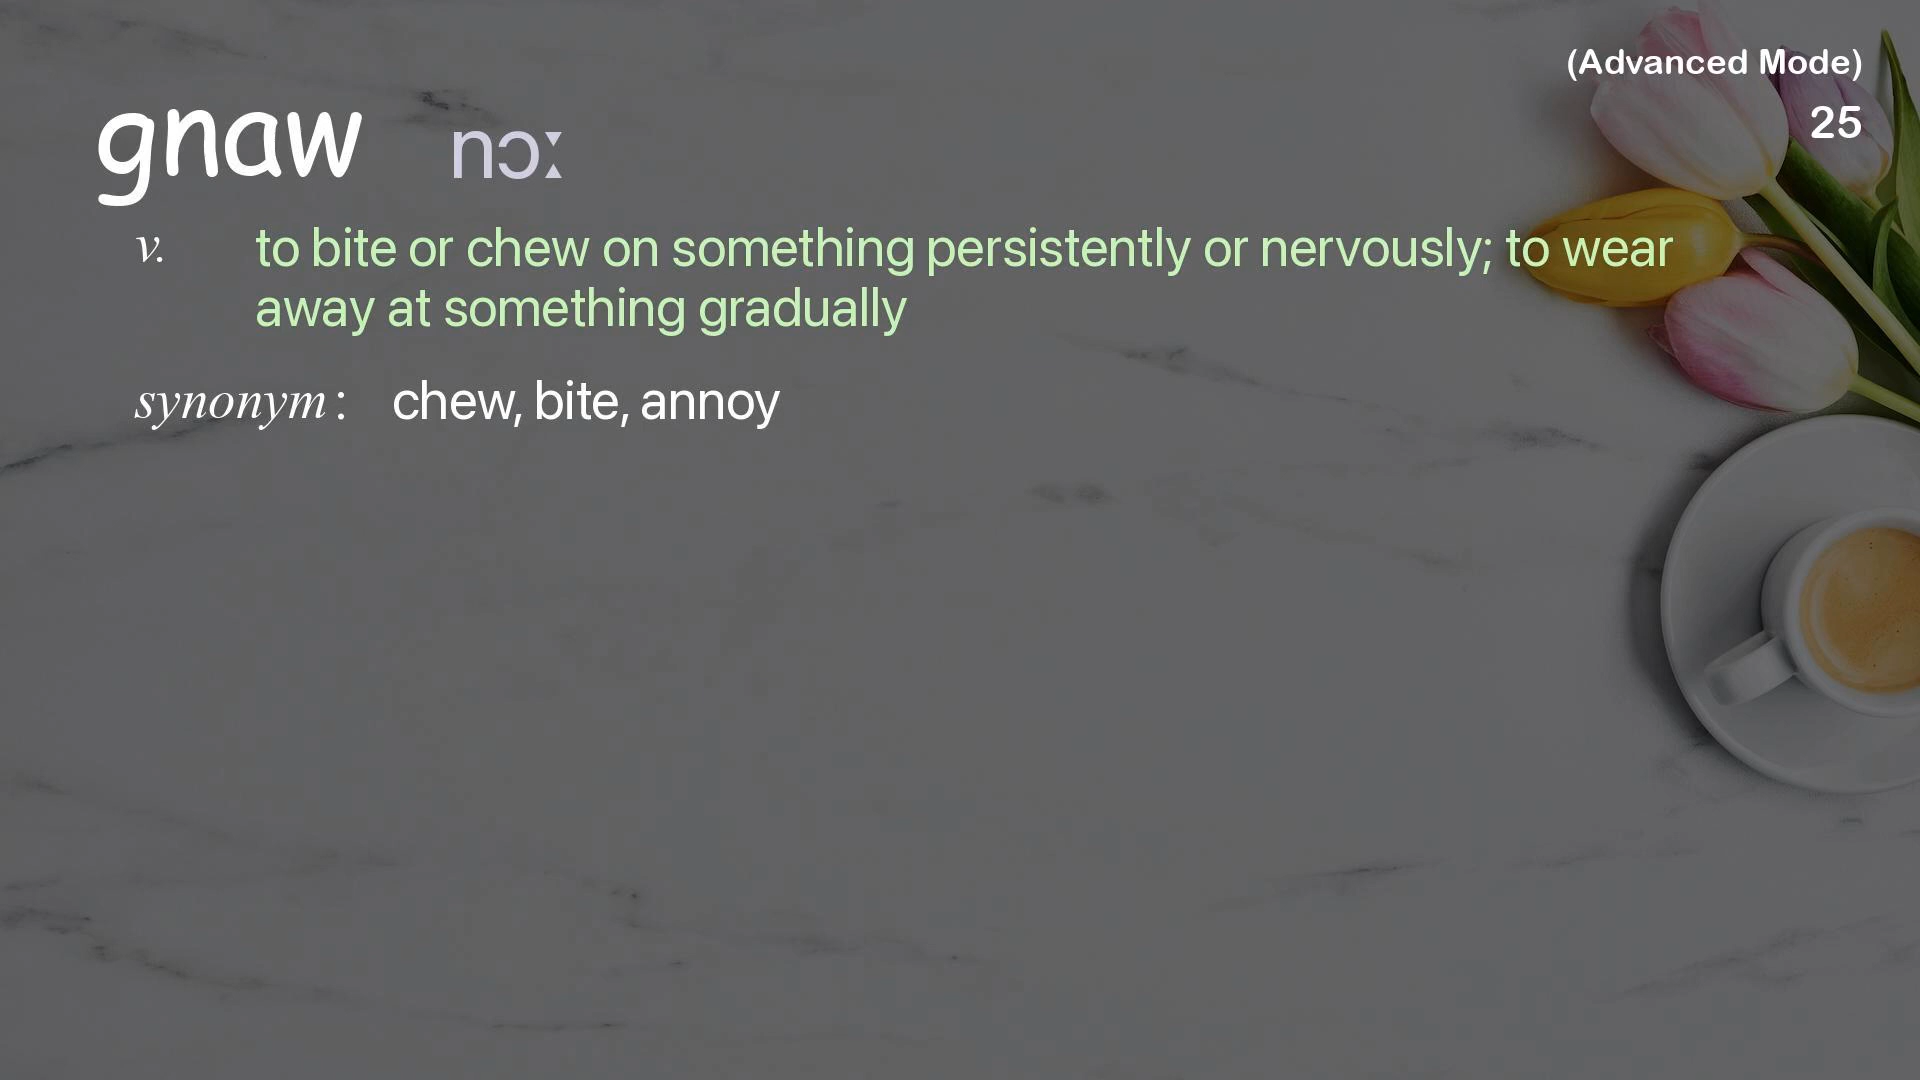 (Advanced Mode)
25
gnaw nɔː
v. to bite or chew on something persistently or nervously; to wear
away at something gradually
synonym : chew, bite, annoy